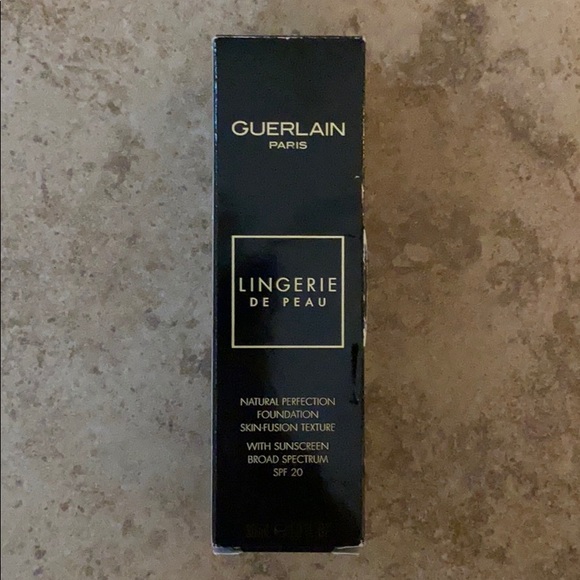 GUERLAIN
PARIS
LINGERIE
DE PEAU
NATURAL PERFECTION
FOUNDATION
SKIN-FUSION TEXTURE
WITH SUNSCREEN
BROAD SPECTRUM
SPF 20